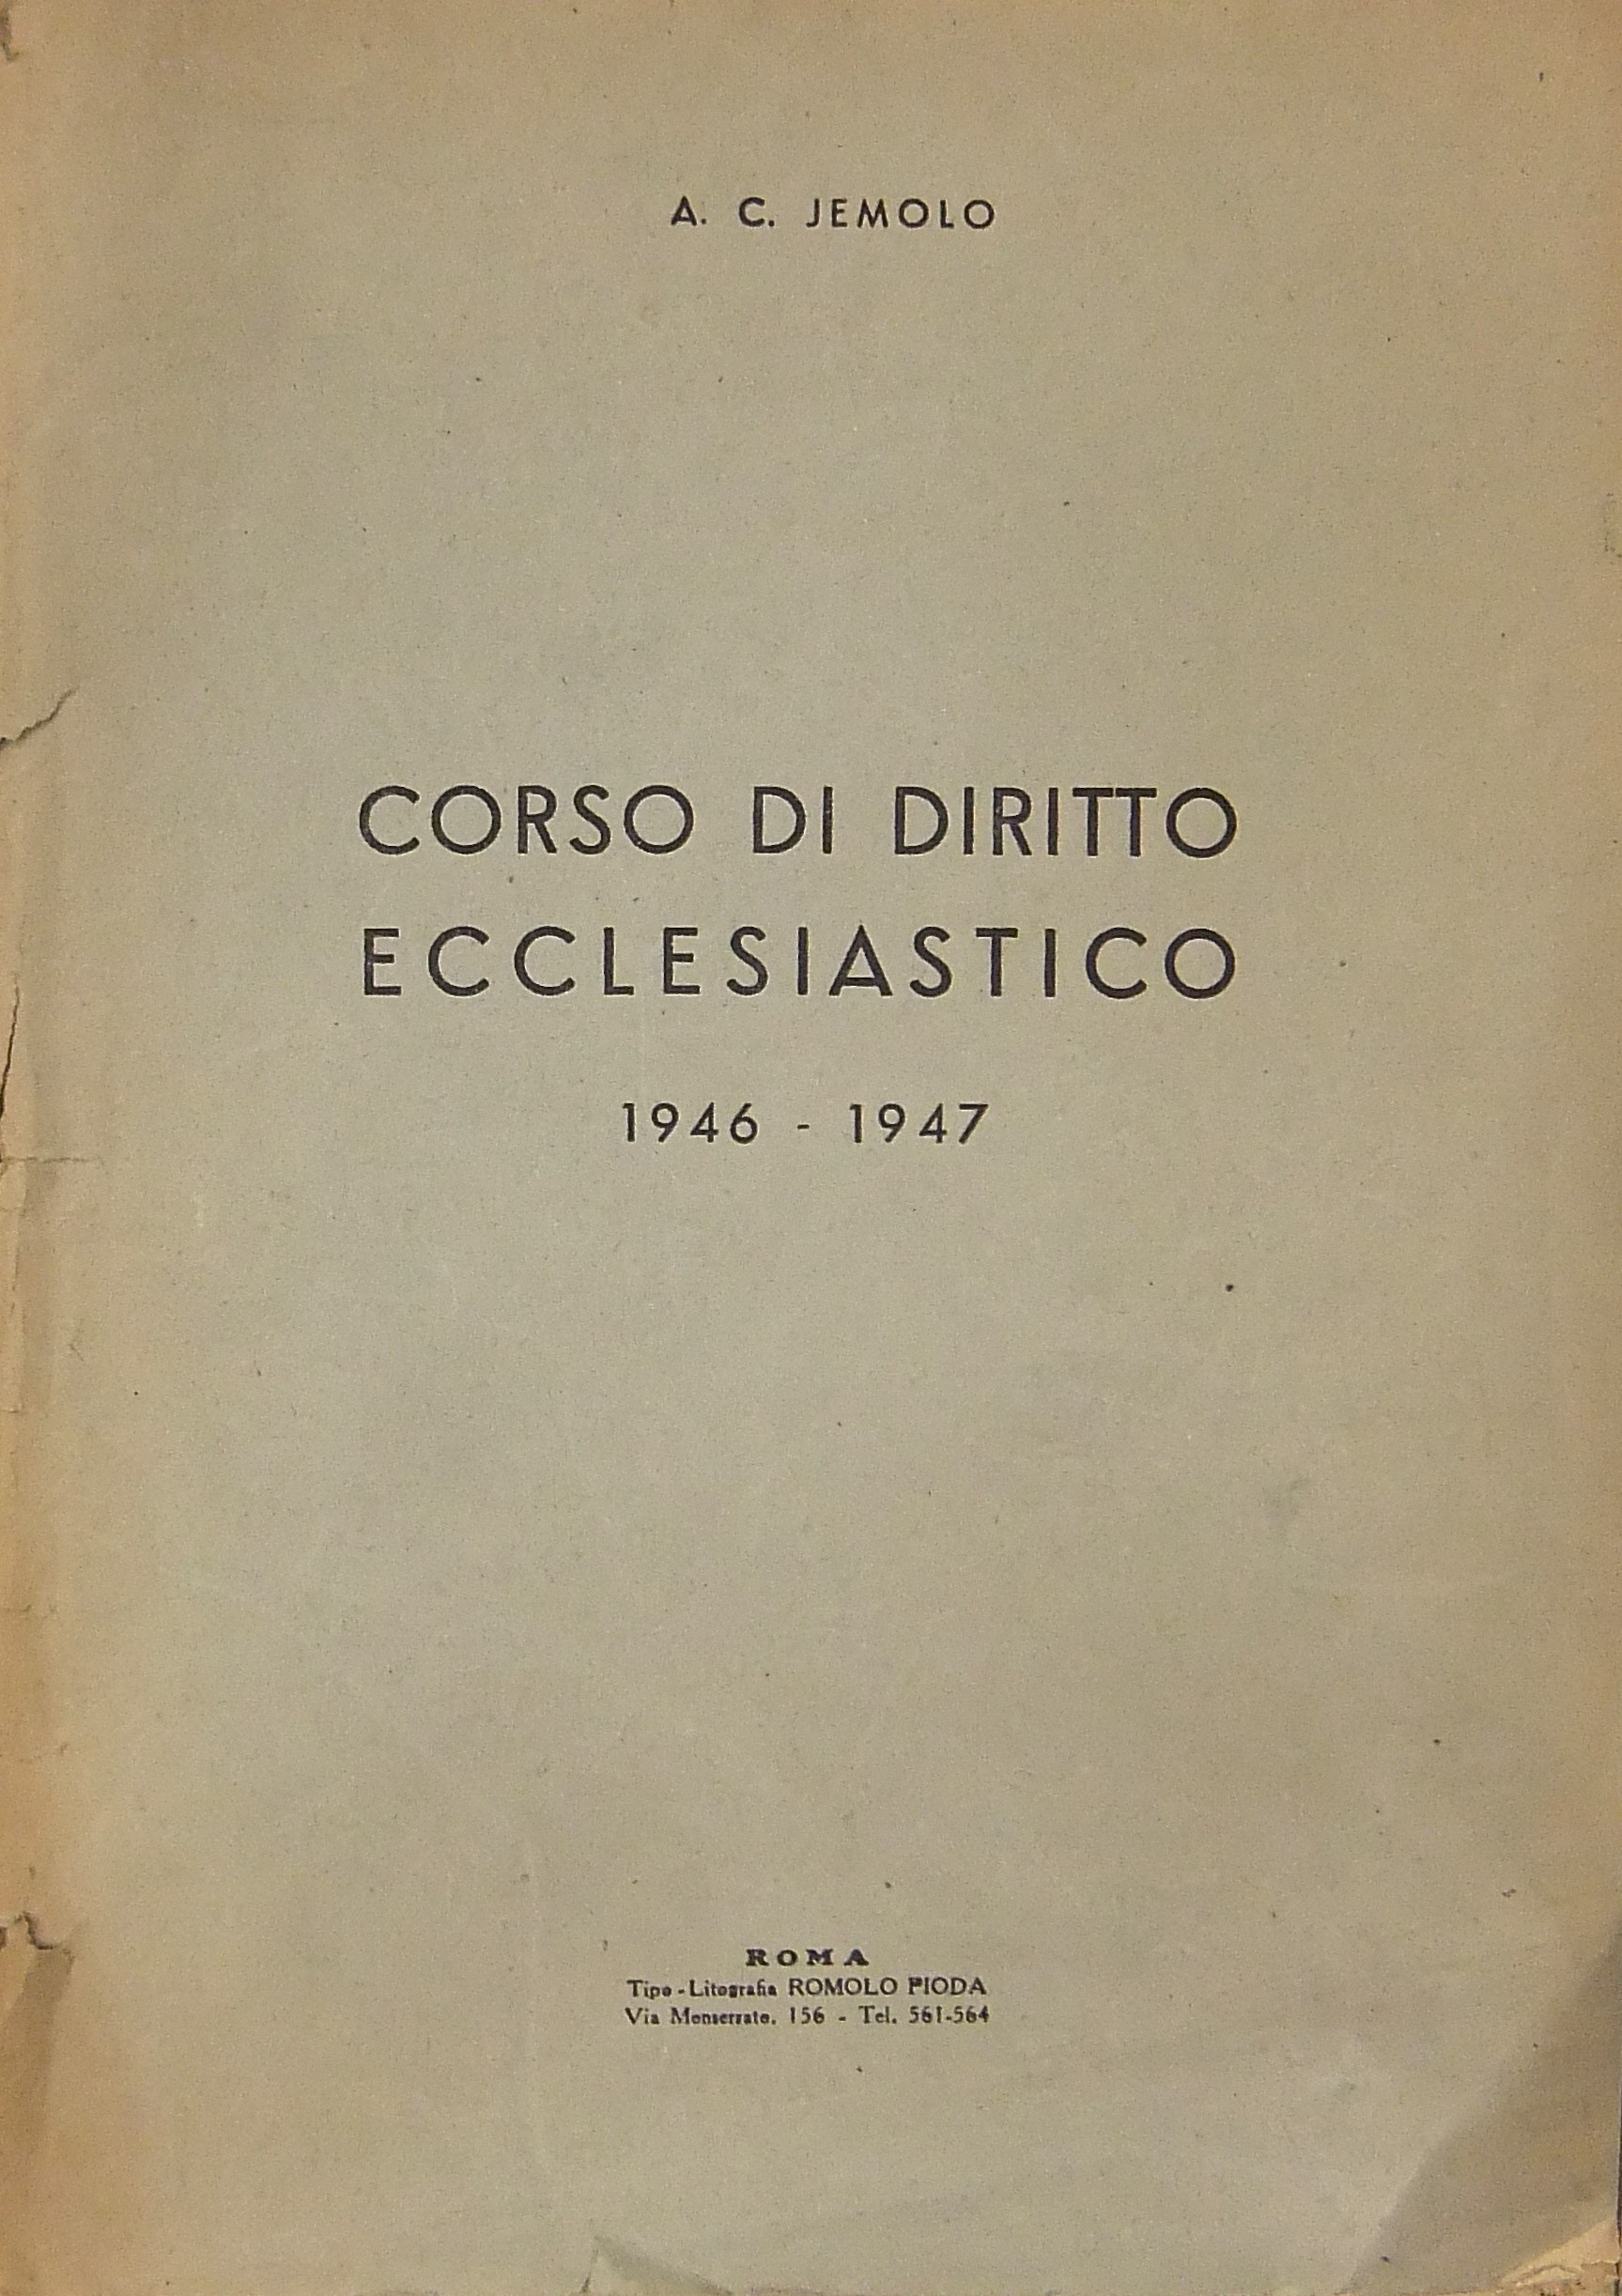 A. C. JEMOLO
CORSO DI DIRITTO
ECCLESIASTICO
1946 - 1947
ROMA
Tipo-Litografia ROMOLO PIODA
Via Monserrato, 156 - Tel. 561-564